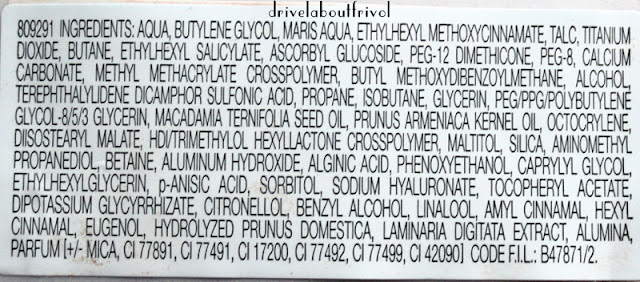 drivelaboutfrivol
809291 INGREDIENTS: AQUA, BUTYLENE GLYCOL, MARIS AQUA, ETHYLHEXYL METHOXYCINNAMATE, TALC, TITANIUM
DIOXIDE, BUTANE, ETHYLHEXYL SALICYLATE, ASCORBYL GLUCOSIDE, PEG-12 DIMETHICONE, PEG-8, CALCIUM
CARBONATE, METHYL METHACRYLATE CROSSPOLYMER, BUTYL METHOXYDIBENZOYLMETHANE, ALCOHOL,
TEREPHTHALYLIDENE DICAMPHOR SULFONIC ACID, PROPANE, ISOBUTANE, GLYCERIN, PEG/PPG/POLYBUTYLENE
GLYCOL-8/5/3 GLYCERIN, MACADAMIA TERNIFOLIA SEED OIL, PRUNUS ARMENIACA KERNEL OIL, OCTOCRYLENE,
DIISOSTEARYL MALATE, HDI/TRIMETHYLOL HEXYLLACTONE CROSSPOLYMER, MALTITOL, SILICA, AMINOMETHYL
PROPANEDIOL, BETAINE, ALUMINUM HYDROXIDE, ALGINIC ACID, PHENOXYETHANOL, CAPRYLYL GLYCOL,
ETHYLHEXYLGLYCERIN, p-ANISIC ACID, SORBITOL, SODIUM HYALURONATE, TOCOPHERYL ACETATE,
DIPOTASSIUM GLYCYRRHIZATE, CITRONELLOL, BENZYL ALCOHOL, LINALOOL, AMYL CINNAMAL, HEXYL
CINNAMAL, EUGENOL, HYDROLYZED PRUNUS DOMESTICA, LAMINARIA DIGITATA EXTRACT, ALUMINA,
PARFUM [+/- MICA, CI 77891, CI 77491, CI 17200, CI 77492, CI 77499, CI 42090] CODE F.I.L.: B47871/2.